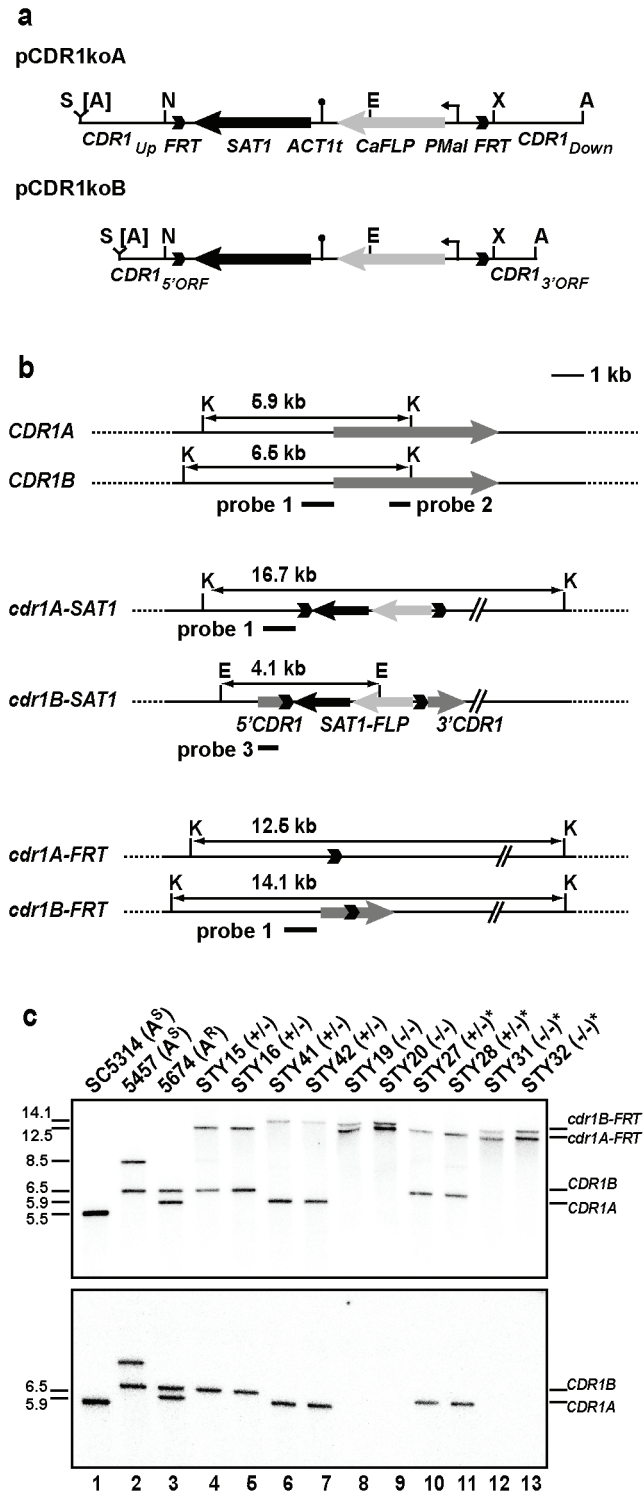 a
pCDR1koA
S [A] N E X A
CDR1 Up FRT SAT1 ACT1t CaFLP PMal FRT CDR1 Down
pCDR1koB
S [A] N E X A
CDR1 5'ORF CDR1 3'ORF
b
1 kb
K 5.9 kb K
CDR1A
K 6.5 kb K
CDR1B
probe 1 probe 2
K 16.7 kb K
cdr1A-SAT1
probe 1
E 4.1 kb E
cdr1B-SAT1
5'CDR1 SAT1-FLP 3'CDR1
probe 3
K 12.5 kb K
cdr1A-FRT
K 14.1 kb K
cdr1B-FRT
probe 1
c
SC5314 (A^S) 5457 (A^S) 5674 (A^R) STY15 (+/-) STY16 (+/-) STY41 (+/-) STY42 (+/-) STY19 (-/-) STY20 (-/-) STY27 (+/-)* STY28 (+/-)* STY31 (-/-)* STY32 (-/-)*
14.1 cdr1B-FRT
12.5 cdr1A-FRT
8.5
6.5 CDR1B
5.9 CDR1A
5.5
6.5 CDR1B
5.9 CDR1A
1 2 3 4 5 6 7 8 9 10 11 12 13